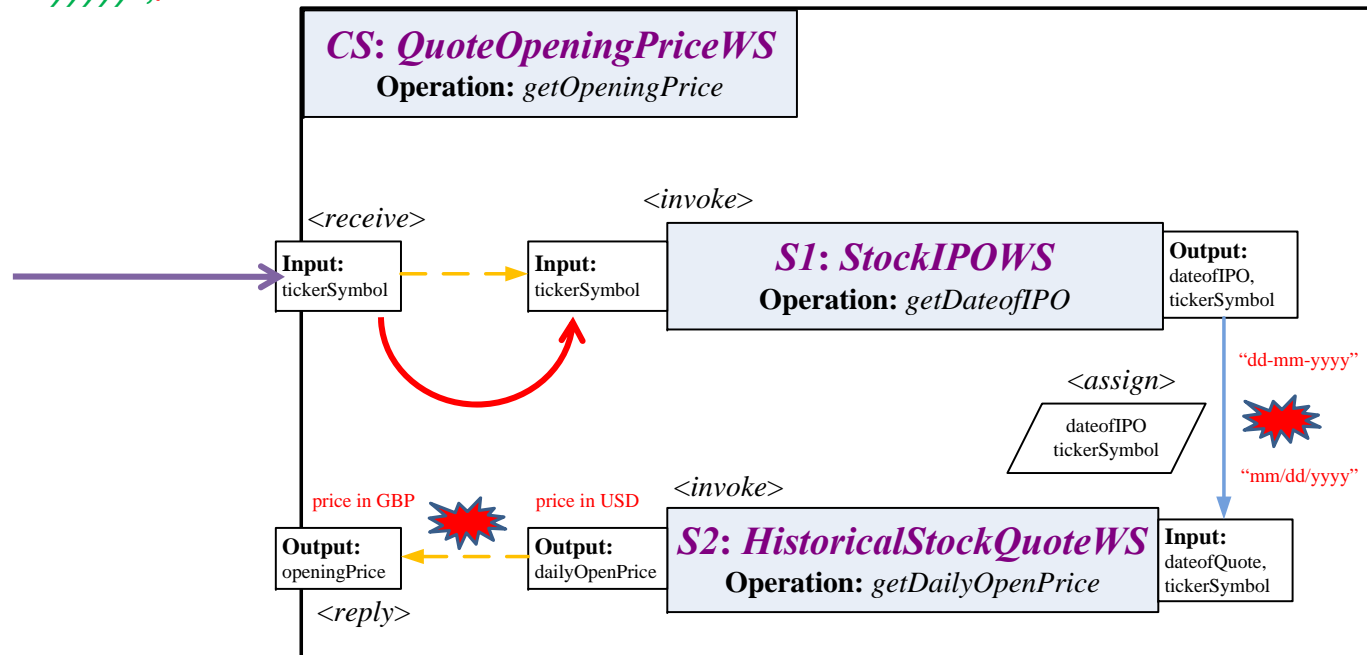 CS: QuoteOpeningPriceWS
Operation: getOpeningPrice
<receive>
<invoke>
Input:
tickerSymbol
Input:
tickerSymbol
S1: StockIPOWS
Operation: getDateofIPO
Output:
dateofIPO,
tickerSymbol
“dd-mm-yyyy”
<assign>
dateofIPO
tickerSymbol
“mm/dd/yyyy”
<invoke>
price in GBP
price in USD
Output:
openingPrice
Output:
dailyOpenPrice
S2: HistoricalStockQuoteWS
Operation: getDailyOpenPrice
Input:
dateofQuote,
tickerSymbol
<reply>